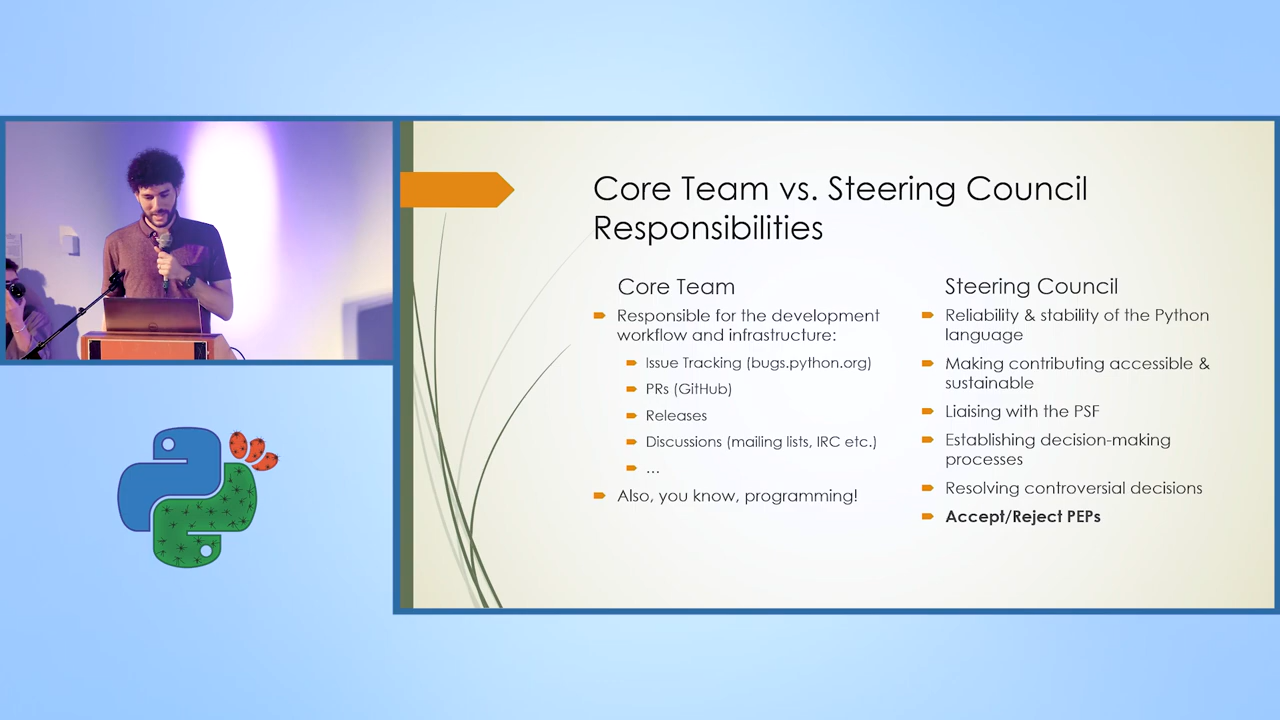 Core Team vs. Steering Council
Responsibilities
Core Team
Responsible for the development
workflow and infrastructure:
Issue Tracking (bugs.python.org)
PRs (GitHub)
Releases
Discussions (mailing lists, IRC etc.)
...
Also, you know, programming!
Steering Council
Reliability & stability of the Python
language
Making contributing accessible &
sustainable
Liaising with the PSF
Establishing decision-making
processes
Resolving controversial decisions
Accept/Reject PEPs